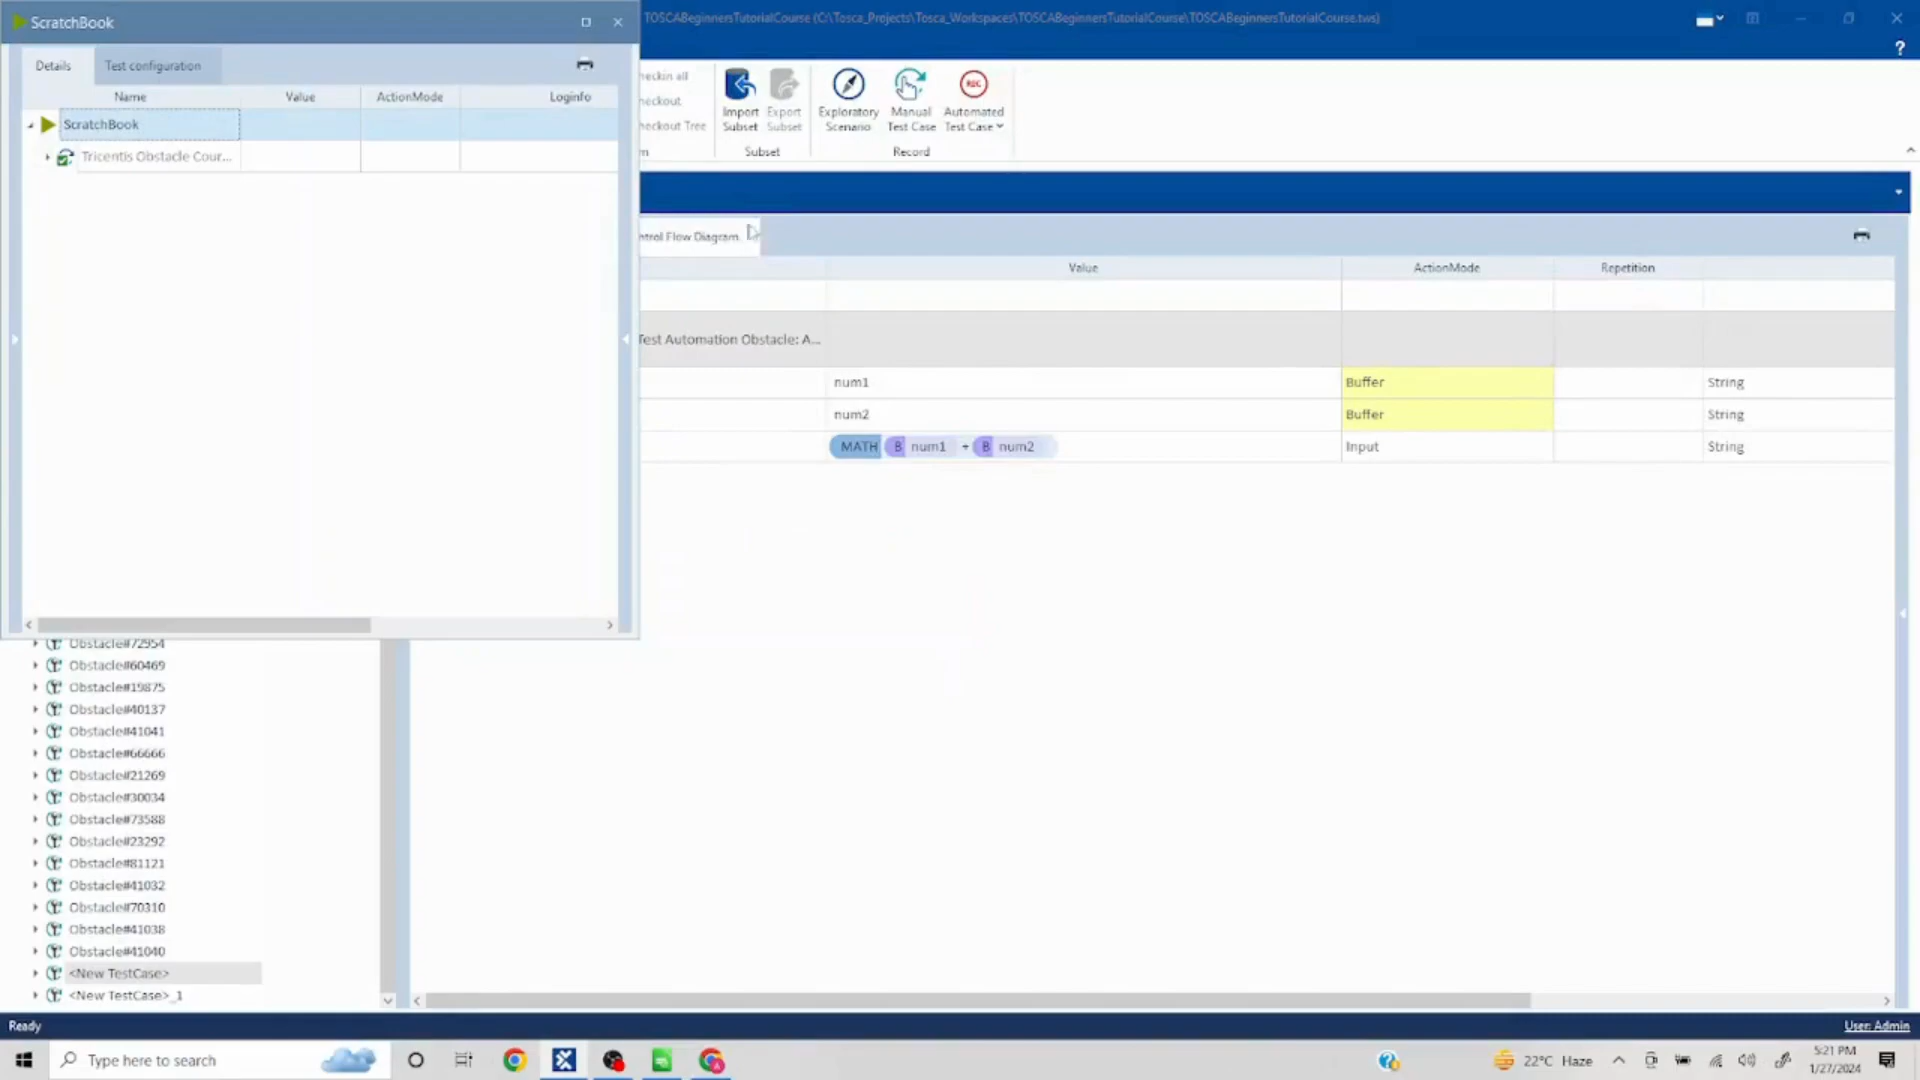 ScratchBook
TOSCABeginnersTutorialCourse (C:\Tosca_Projects\Tosca_Workspaces\TOSCABeginnersTutorialCourse\TOSCABeginnersTutorialCourse.tws)
?
Details
Test configuration
Name
Value
ActionMode
Loginfo
ScratchBook
Tricentis Obstacle Cour...
heckin all
heckout
heckout Tree
m
Import
Subset
Export
Subset
Subset
Exploratory
Scenario
Manual
Test Case
REC
Automated
Test Case
Record
ntrol Flow Diagram
Value
ActionMode
Repetition
Test Automation Obstacle: A...
num1
Buffer
String
num2
Buffer
String
MATH B num1 + B num2
Input
String
Obstacle#72954
Obstacle#60469
Obstacle#19875
Obstacle#40137
Obstacle#41041
Obstacle#66666
Obstacle#21269
Obstacle#30034
Obstacle#73588
Obstacle#23292
Obstacle#81121
Obstacle#41032
Obstacle#70310
Obstacle#41038
Obstacle#41040
<New TestCase>
<New TestCase>_1
Ready
User: Admin
Type here to search
22°C Haze
5:21 PM
1/27/2024